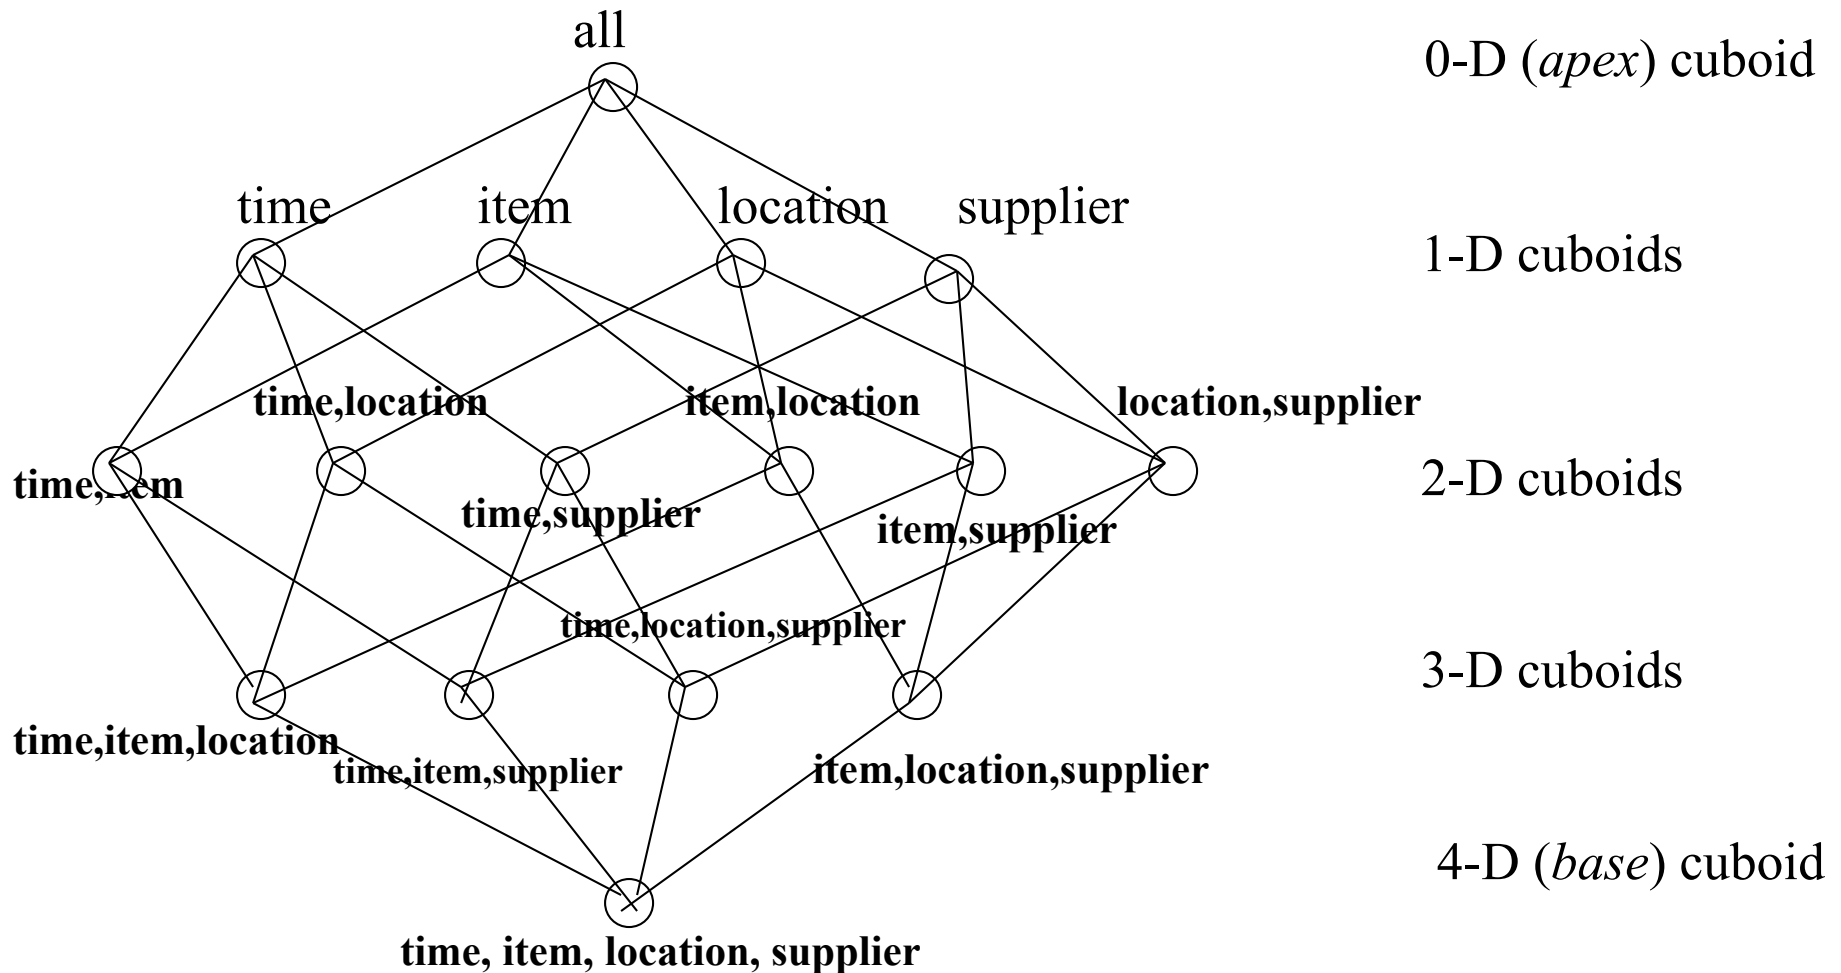 all
0-D (apex) cuboid
time
item
location
supplier
1-D cuboids
time,location
item,location
location,supplier
time,item
2-D cuboids
time,supplier
item,supplier
time,location,supplier
3-D cuboids
time,item,location
time,item,supplier
item,location,supplier
4-D (base) cuboid
time, item, location, supplier